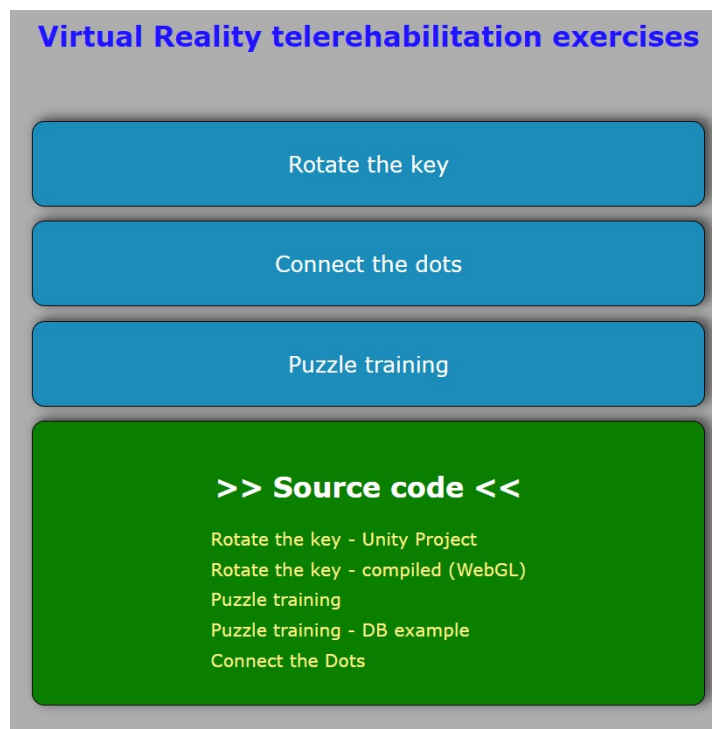 Virtual Reality telerehabilitation exercises
Rotate the key
Connect the dots
Puzzle training
>> Source code <<
Rotate the key - Unity Project
Rotate the key - compiled (WebGL)
Puzzle training
Puzzle training - DB example
Connect the Dots